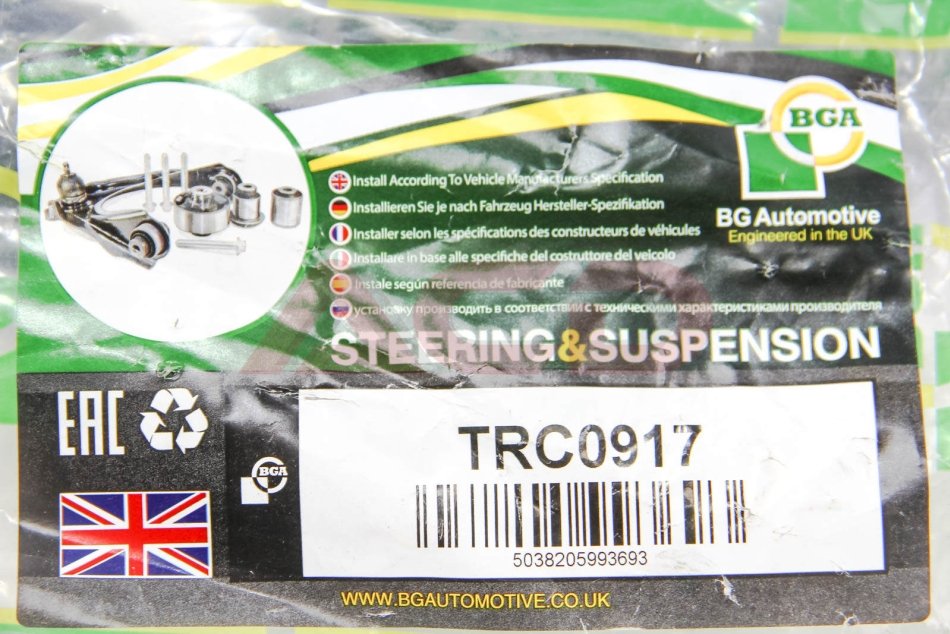 BGA
BG Automotive
Engineered in the UK
Install According To Vehicle Manufacturers Specification
Installieren Sie je nach Fahrzeug Hersteller-Spezifikation
Installer selon les spécifications des constructeurs de véhicules
Installare in base alle specifiche del costruttore del veicolo
Instale según referencia de fabricante
установку производить в соответствии с техническими характеристиками производителя
STEERING&SUSPENSION
EAC
BGA
TRC0917
5038205993693
WWW.BGAUTOMOTIVE.CO.UK